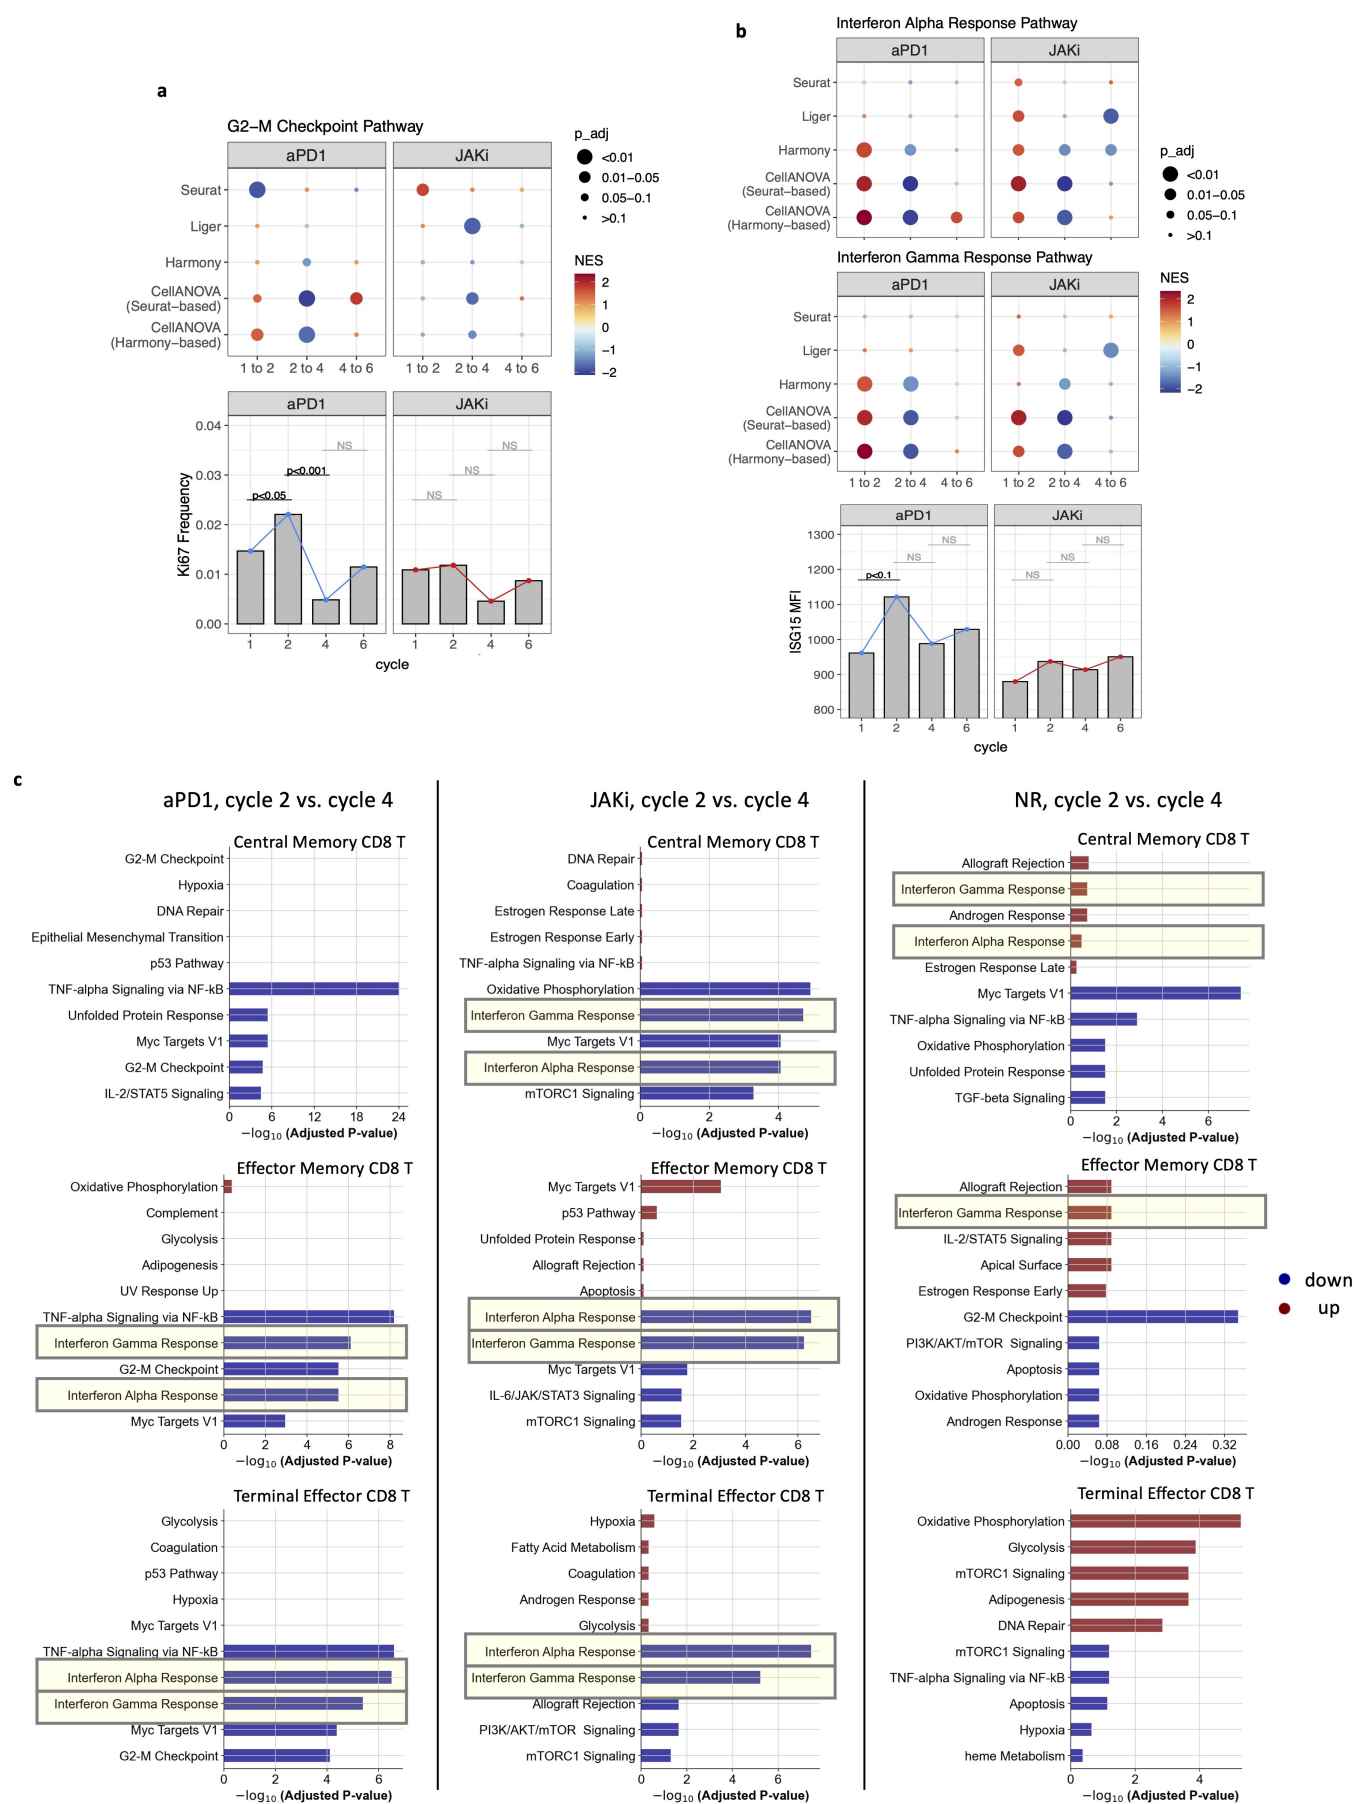 a
G2−M Checkpoint Pathway
aPD1
JAKi
Seurat
Liger
Harmony
CellANOVA
(Seurat−based)
CellANOVA
(Harmony−based)
1 to 2
2 to 4
4 to 6
1 to 2
2 to 4
4 to 6
p_adj
<0.01
0.01−0.05
0.05−0.1
>0.1
NES
2
1
0
−1
−2
aPD1
JAKi
Ki67 Frequency
0.04
0.03
0.02
0.01
0.00
NS
p<0.001
p<0.05
NS
NS
NS
1
2
4
6
1
2
4
6
cycle
b
Interferon Alpha Response Pathway
aPD1
JAKi
Seurat
Liger
Harmony
CellANOVA
(Seurat−based)
CellANOVA
(Harmony−based)
p_adj
<0.01
0.01−0.05
0.05−0.1
>0.1
Interferon Gamma Response Pathway
aPD1
JAKi
Seurat
Liger
Harmony
CellANOVA
(Seurat−based)
CellANOVA
(Harmony−based)
1 to 2
2 to 4
4 to 6
1 to 2
2 to 4
4 to 6
NES
2
1
0
−1
−2
aPD1
JAKi
ISG15 MFI
1300
1200
1100
1000
900
800
NS
NS
p<0.1
NS
NS
NS
1
2
4
6
1
2
4
6
cycle
c
aPD1, cycle 2 vs. cycle 4
Central Memory CD8 T
G2-M Checkpoint
Hypoxia
DNA Repair
Epithelial Mesenchymal Transition
p53 Pathway
TNF-alpha Signaling via NF-kB
Unfolded Protein Response
Myc Targets V1
G2-M Checkpoint
IL-2/STAT5 Signaling
0 6 12 18 24
−log10 (Adjusted P-value)
Effector Memory CD8 T
Oxidative Phosphorylation
Complement
Glycolysis
Adipogenesis
UV Response Up
TNF-alpha Signaling via NF-kB
Interferon Gamma Response
G2-M Checkpoint
Interferon Alpha Response
Myc Targets V1
0 2 4 6 8
−log10 (Adjusted P-value)
Terminal Effector CD8 T
Glycolysis
Coagulation
p53 Pathway
Hypoxia
Myc Targets V1
TNF-alpha Signaling via NF-kB
Interferon Alpha Response
Interferon Gamma Response
Myc Targets V1
G2-M Checkpoint
0 2 4 6
−log10 (Adjusted P-value)
JAKi, cycle 2 vs. cycle 4
Central Memory CD8 T
DNA Repair
Coagulation
Estrogen Response Late
Estrogen Response Early
TNF-alpha Signaling via NF-kB
Oxidative Phosphorylation
Interferon Gamma Response
Myc Targets V1
Interferon Alpha Response
mTORC1 Signaling
0 2 4
−log10 (Adjusted P-value)
Effector Memory CD8 T
Myc Targets V1
p53 Pathway
Unfolded Protein Response
Allograft Rejection
Apoptosis
Interferon Alpha Response
Interferon Gamma Response
Myc Targets V1
IL-6/JAK/STAT3 Signaling
mTORC1 Signaling
0 2 4 6
−log10 (Adjusted P-value)
Terminal Effector CD8 T
Hypoxia
Fatty Acid Metabolism
Coagulation
Androgen Response
Glycolysis
Interferon Alpha Response
Interferon Gamma Response
Allograft Rejection
PI3K/AKT/mTOR Signaling
mTORC1 Signaling
0 2 4 6
−log10 (Adjusted P-value)
NR, cycle 2 vs. cycle 4
Central Memory CD8 T
Allograft Rejection
Interferon Gamma Response
Androgen Response
Interferon Alpha Response
Estrogen Response Late
Myc Targets V1
TNF-alpha Signaling via NF-kB
Oxidative Phosphorylation
Unfolded Protein Response
TGF-beta Signaling
0 2 4 6
−log10 (Adjusted P-value)
Effector Memory CD8 T
Allograft Rejection
Interferon Gamma Response
IL-2/STAT5 Signaling
Apical Surface
Estrogen Response Early
G2-M Checkpoint
PI3K/AKT/mTOR Signaling
Apoptosis
Oxidative Phosphorylation
Androgen Response
0.00 0.08 0.16 0.24 0.32
−log10 (Adjusted P-value)
Terminal Effector CD8 T
Oxidative Phosphorylation
Glycolysis
mTORC1 Signaling
Adipogenesis
DNA Repair
mTORC1 Signaling
TNF-alpha Signaling via NF-kB
Apoptosis
Hypoxia
heme Metabolism
0 2 4
−log10 (Adjusted P-value)
down
up